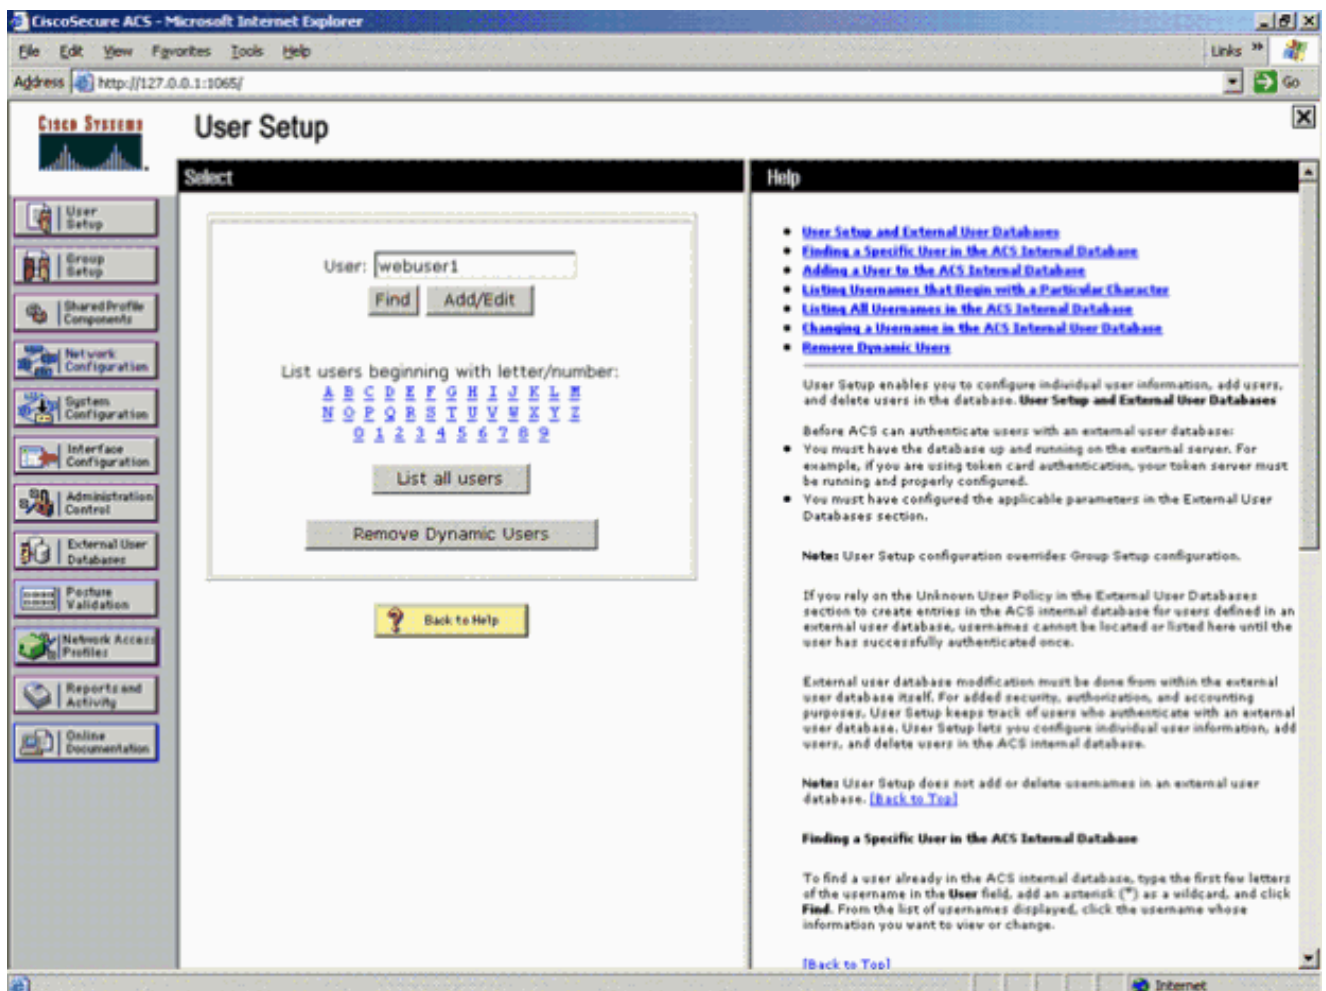 CiscoSecure ACS - Microsoft Internet Explorer
File Edit View Favorites Tools Help
Links »
Address http://127.0.0.1:1065/
Go
CISCO SYSTEMS
User Setup
User Setup
Group Setup
Shared Profile Components
Network Configuration
System Configuration
Interface Configuration
Administration Control
External User Databases
Posture Validation
Network Access Profiles
Reports and Activity
Online Documentation
Select
User: webuser1
Find Add/Edit
List users beginning with letter/number:
A B C D E F G H I J K L M
N O P Q R S T U V W X Y Z
0 1 2 3 4 5 6 7 8 9
List all users
Remove Dynamic Users
? Back to Help
Help
• User Setup and External User Databases
• Finding a Specific User in the ACS Internal Database
• Adding a User to the ACS Internal Database
• Listing Usernames that Begin with a Particular Character
• Listing All Usernames in the ACS Internal Database
• Changing a Username in the ACS Internal User Database
• Remove Dynamic Users
User Setup enables you to configure individual user information, add users,
and delete users in the database. User Setup and External User Databases
Before ACS can authenticate users with an external user database:
• You must have the database up and running on the external server. For
example, if you are using token card authentication, your token server must
be running and properly configured.
• You must have configured the applicable parameters in the External User
Databases section.
Note: User Setup configuration overrides Group Setup configuration.
If you rely on the Unknown User Policy in the External User Databases
section to create entries in the ACS internal database for users defined in an
external user database, usernames cannot be located or listed here until the
user has successfully authenticated once.
External user database modification must be done from within the external
user database itself. For added security, authorization, and accounting
purposes, User Setup keeps track of users who authenticate with an external
user database. User Setup lets you configure individual user information, add
users, and delete users in the ACS internal database.
Note: User Setup does not add or delete usernames in an external user
database. [Back to Top]
Finding a Specific User in the ACS Internal Database
To find a user already in the ACS internal database, type the first few letters
of the username in the User field, add an asterisk (*) as a wildcard, and click
Find. From the list of usernames displayed, click the username whose
information you want to view or change.
[Back to Top]
Internet